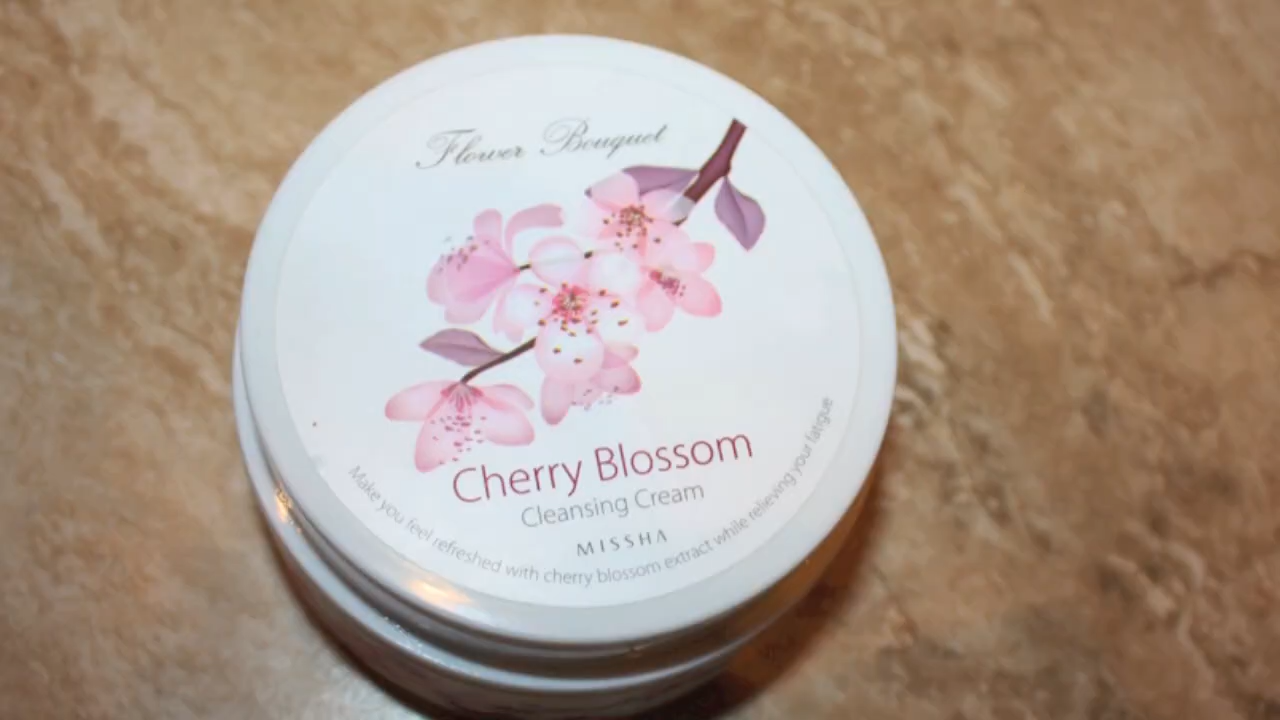 Flower Bouquet
Cherry Blossom
Cleansing Cream
MISSHA
Make you feel refreshed with cherry blossom extract while relieving your fatigue